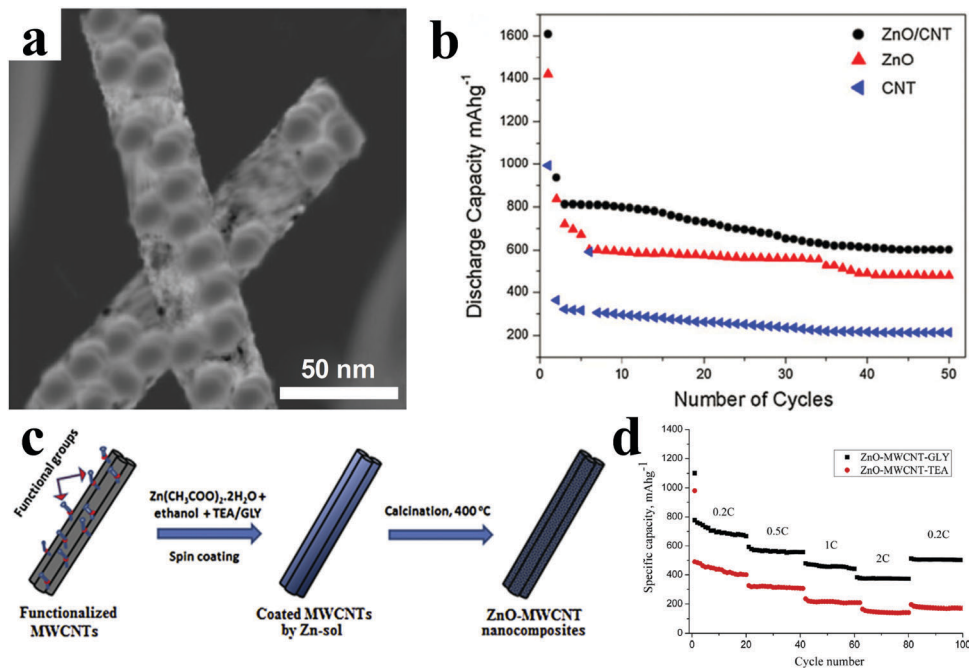 a
50 nm
b
Discharge Capacity mAhg⁻¹
1600
1400
1200
1000
800
600
400
200
0
10
20
30
40
50
Number of Cycles
ZnO/CNT
ZnO
CNT
c
Functional groups
Functionalized
MWCNTs
Zn(CH₃COO)₂.2H₂O +
ethanol + TEA/GLY
Spin coating
Coated MWCNTs
by Zn-sol
Calcination, 400 °C
ZnO-MWCNT
nanocomposites
d
Specific capacity, mAhg⁻¹
1400
1200
1000
800
600
400
200
0
ZnO-MWCNT-GLY
ZnO-MWCNT-TEA
0.2C
0.5C
1C
2C
0.2C
0
20
40
60
80
100
Cycle number